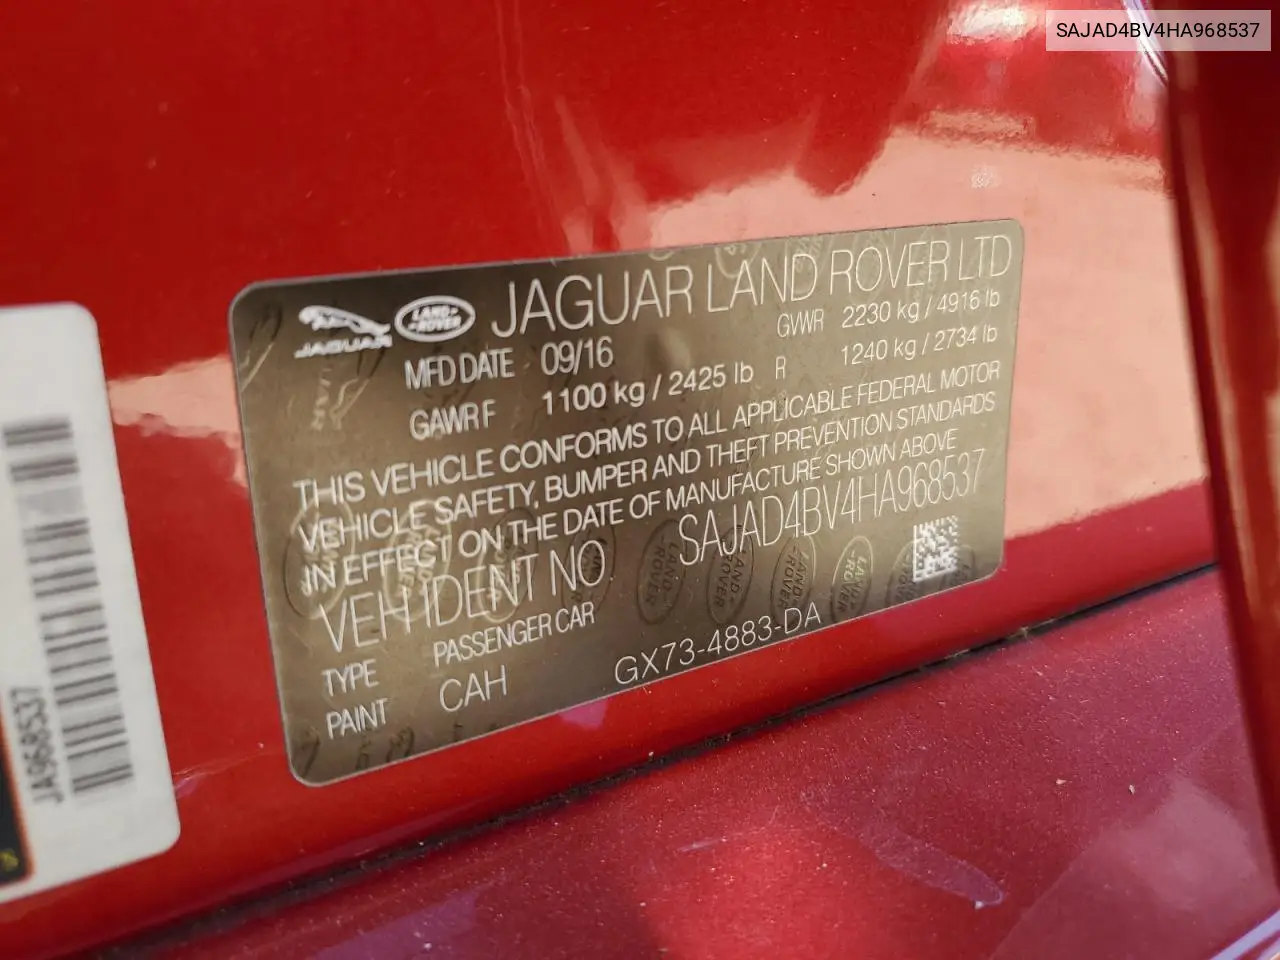 SAJAD4BV4HA968537
JAGUAR LAND-ROVER JAGUAR LAND ROVER LTD
MFD DATE 09/16 GVWR 2230 kg / 4916 lb
GAWR F 1100 kg / 2425 lb R 1240 kg / 2734 lb
THIS VEHICLE CONFORMS TO ALL APPLICABLE FEDERAL MOTOR
VEHICLE SAFETY, BUMPER AND THEFT PREVENTION STANDARDS
IN EFFECT ON THE DATE OF MANUFACTURE SHOWN ABOVE
VEH IDENT NO SAJAD4BV4HA968537
TYPE PASSENGER CAR
PAINT CAH GX73-4883-DA
JA968537